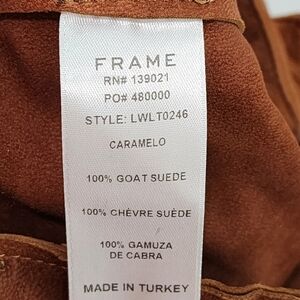 FRAME
RN# 139021
PO# 480000
STYLE: LWLT0246
CARAMELO
100% GOAT SUEDE
100% CHÈVRE SUÈDE
100% GAMUZA
DE CABRA
MADE IN TURKEY